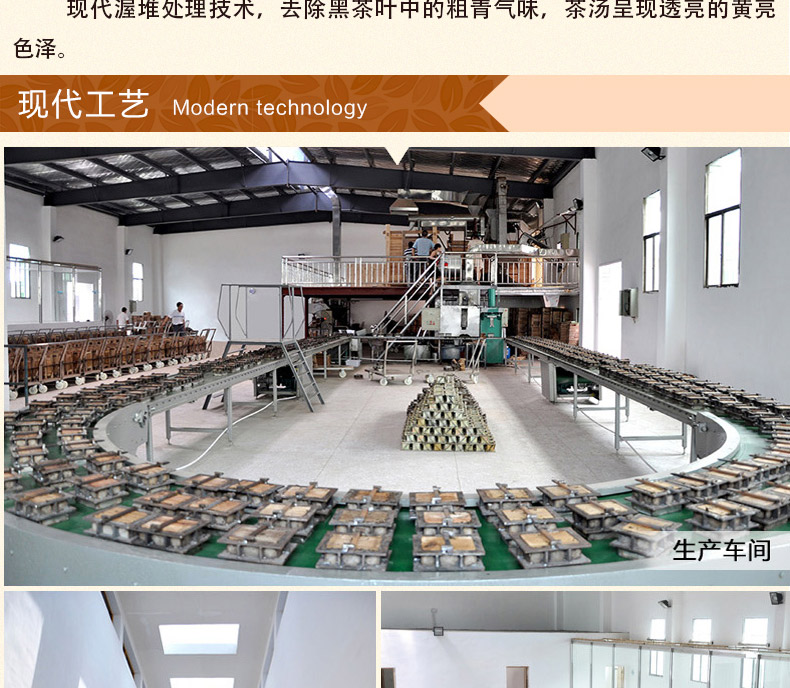 现代渥堆处理技术，去除黑茶叶中的粗青气味，茶汤呈现透亮的黄亮
色泽。
现代工艺 Modern technology
生产车间